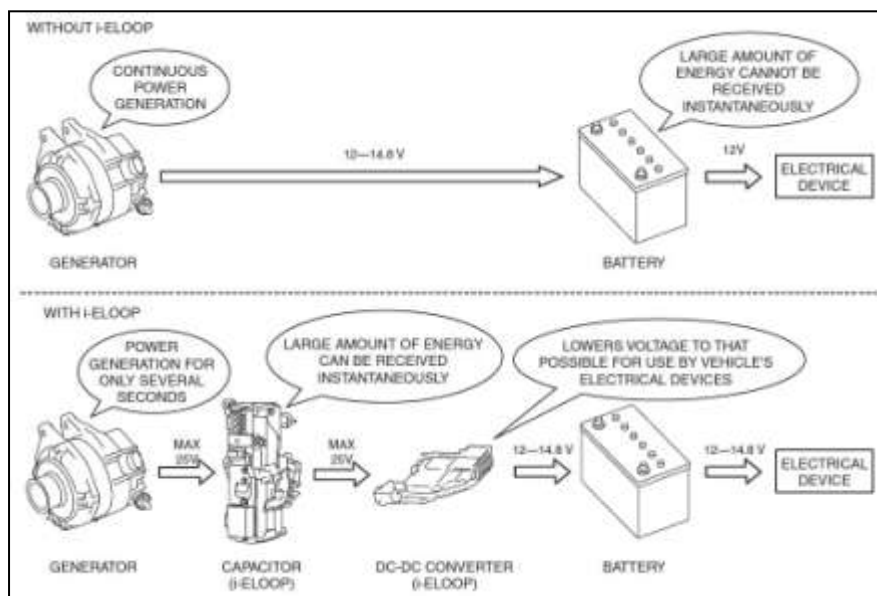 WITHOUT i-ELOOP
CONTINUOUS
POWER
GENERATION
LARGE AMOUNT OF
ENERGY CANNOT BE
RECEIVED
INSTANTANEOUSLY
12—14.8 V
12V
ELECTRICAL
DEVICE
GENERATOR
BATTERY
WITH i-ELOOP
POWER
GENERATION FOR
ONLY SEVERAL
SECONDS
LARGE AMOUNT OF ENERGY
CAN BE RECEIVED
INSTANTANEOUSLY
LOWERS VOLTAGE TO THAT
POSSIBLE FOR USE BY VEHICLE'S
ELECTRICAL DEVICES
MAX
25V
MAX
25V
12—14.8 V
12—14.8 V
ELECTRICAL
DEVICE
GENERATOR
CAPACITOR
(i-ELOOP)
DC-DC CONVERTER
(i-ELOOP)
BATTERY